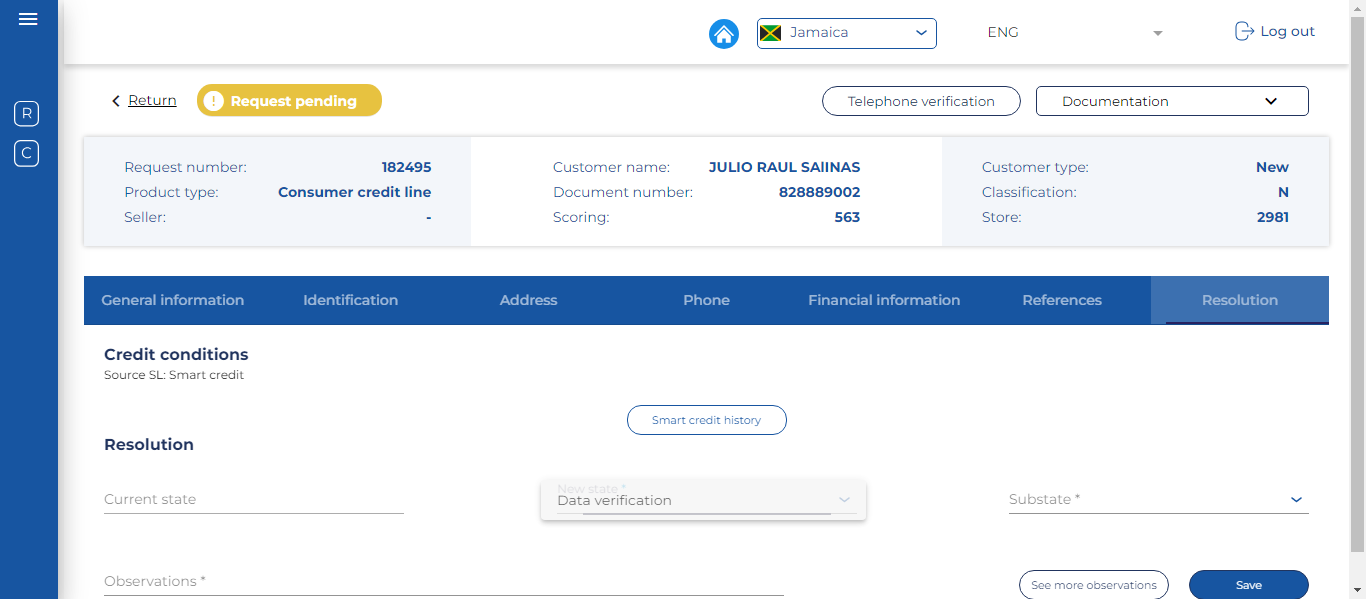 Jamaica
ENG
Log out
Return
! Request pending
Telephone verification
Documentation
R
C
Request number: 182495
Product type: Consumer credit line
Seller: -
Customer name: JULIO RAUL SAlINAS
Document number: 828889002
Scoring: 563
Customer type: New
Classification: N
Store: 2981
General information
Identification
Address
Phone
Financial information
References
Resolution
Credit conditions
Source SL: Smart credit
Smart credit history
Resolution
Current state
New state *
Data verification
Substate *
Observations *
See more observations
Save